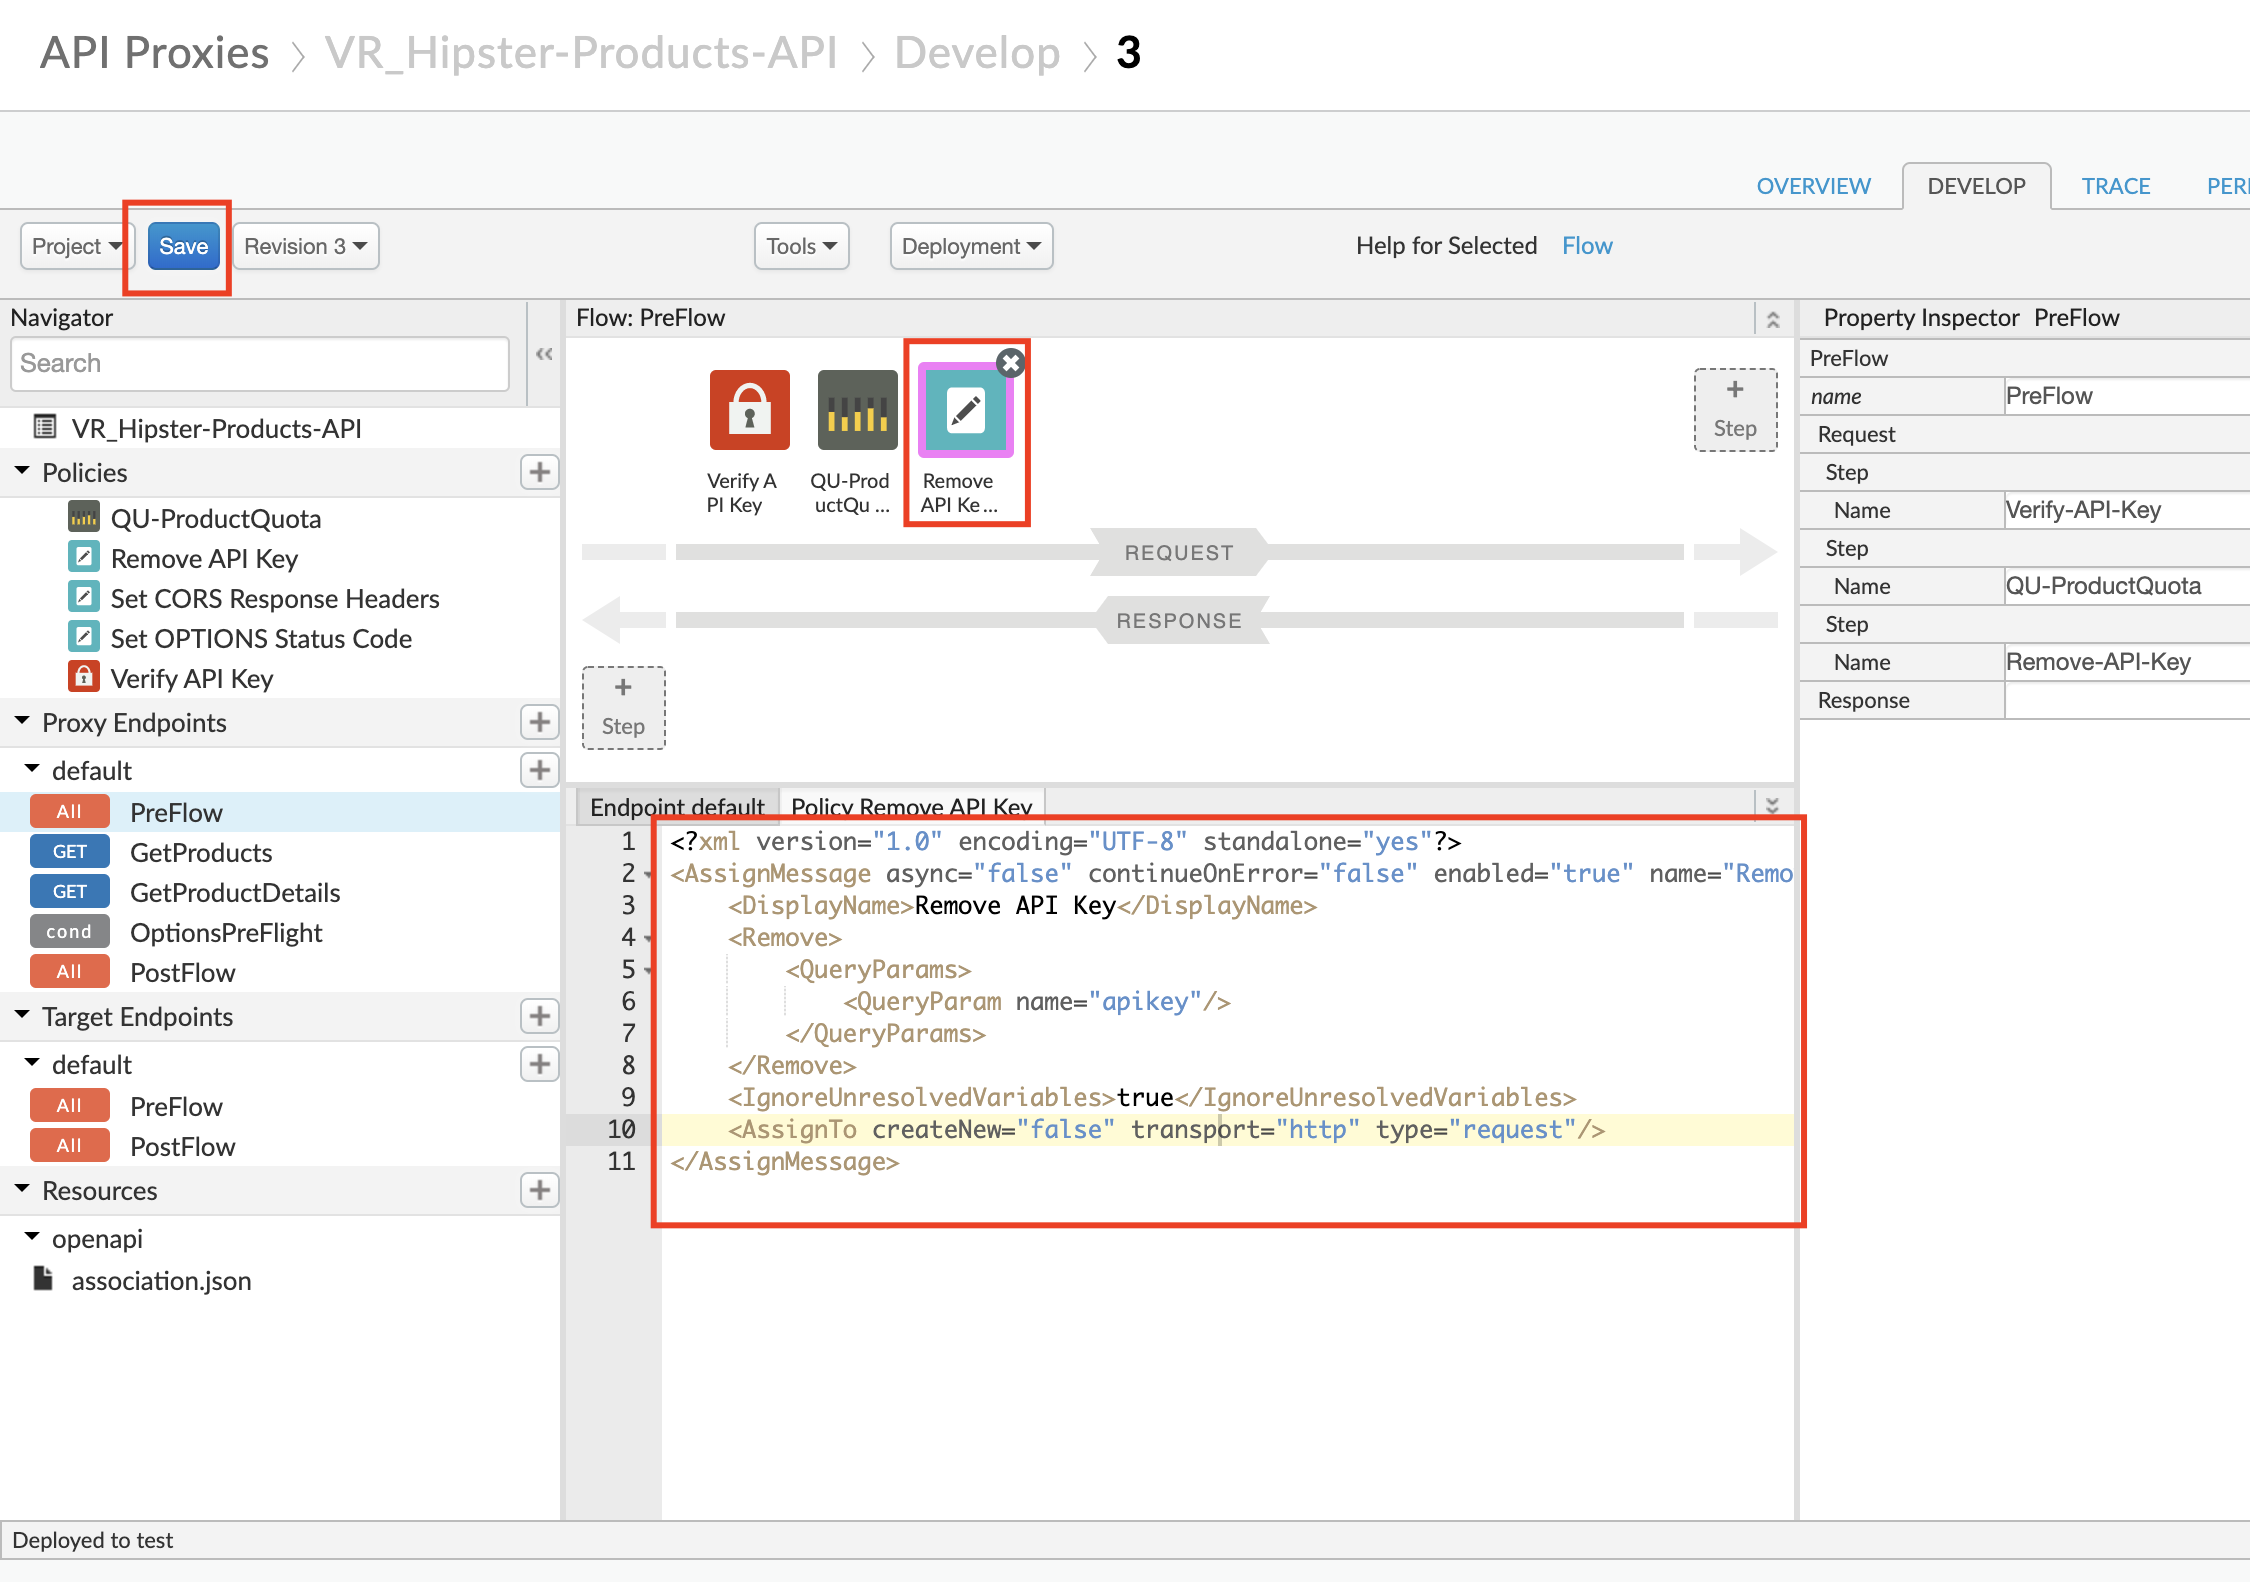 API Proxies > VR_Hipster-Products-API > Develop > 3
OVERVIEW DEVELOP TRACE PER
Project Save Revision 3 Tools Deployment Help for Selected Flow
Navigator
Search
VR_Hipster-Products-API
Policies
QU-ProductQuota
Remove API Key
Set CORS Response Headers
Set OPTIONS Status Code
Verify API Key
Proxy Endpoints
default
All PreFlow
GET GetProducts
GET GetProductDetails
cond OptionsPreFlight
All PostFlow
Target Endpoints
default
All PreFlow
All PostFlow
Resources
openapi
association.json
Flow: PreFlow
Verify A
PI Key
QU-Prod
uctQu ...
Remove
API Ke...
+
Step
REQUEST
RESPONSE
+
Step
Endpoint default Policy Remove API Key
1 <?xml version="1.0" encoding="UTF-8" standalone="yes"?>
2 <AssignMessage async="false" continueOnError="false" enabled="true" name="Remo
3 <DisplayName>Remove API Key</DisplayName>
4 <Remove>
5 <QueryParams>
6 <QueryParam name="apikey"/>
7 </QueryParams>
8 </Remove>
9 <IgnoreUnresolvedVariables>true</IgnoreUnresolvedVariables>
10 <AssignTo createNew="false" transport="http" type="request"/>
11 </AssignMessage>
Property Inspector PreFlow
PreFlow
name PreFlow
Request
Step
Name Verify-API-Key
Step
Name QU-ProductQuota
Step
Name Remove-API-Key
Response
Deployed to test